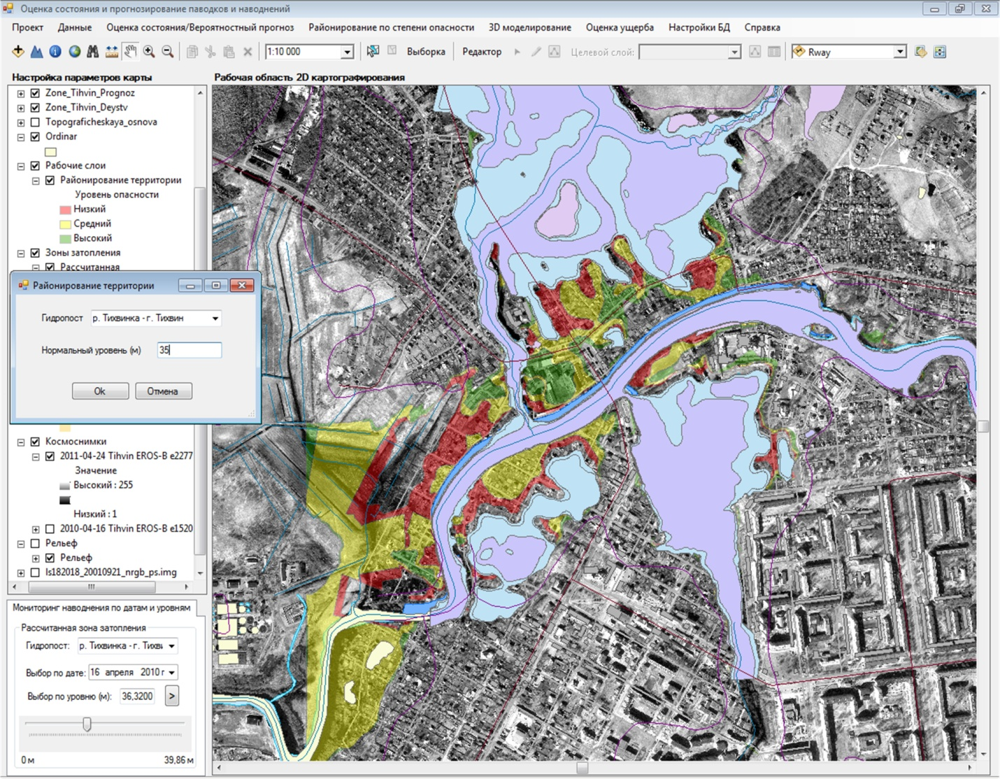 Оценка состояния и прогнозирование паводков и наводнений
Проект Данные Оценка состояния/Вероятностный прогноз Районирование по степени опасности 3D моделирование Оценка ущерба Настройки БД Справка
1:10 000 Выборка Редактор Целевой слой: Rway
Настройка параметров карты
Рабочая область 2D картографирования
Zone_Tihvin_Prognoz
Zone_Tihvin_Deystv
Topograficheskaya_osnova
Ordinar
Рабочие слои
Районирование территории
Уровень опасности
Низкий
Средний
Высокий
Зоны затопления
Рассчитанная
Районирование территории
Гидропост р. Тихвинка - г. Тихвин
Нормальный уровень (м) 35
Ok Отмена
Космоснимки
2011-04-24 Tihvin EROS-B e2277
Значение
Высокий : 255
Низкий : 1
2010-04-16 Tihvin EROS-B e1520
Рельеф
Рельеф
ls182018_20010921_nrgb_ps.img
Мониторинг наводнения по датам и уровням
Рассчитанная зона затопления
Гидропост: р. Тихвинка - г. Тихви
Выбор по дате: 16 апреля 2010 г
Выбор по уровню (м): 36,3200 >
0 м 39,86 м